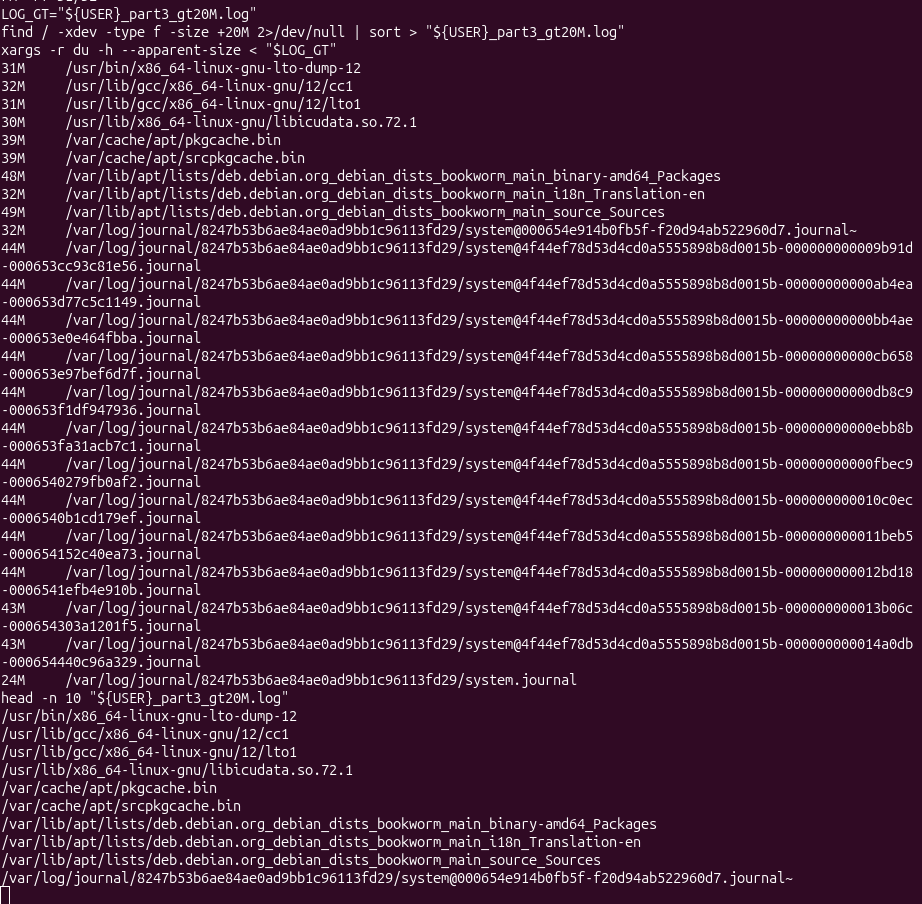 LOG_GT="${USER}_part3_gt20M.log"
find / -xdev -type f -size +20M 2>/dev/null | sort > "${USER}_part3_gt20M.log"
xargs -r du -h --apparent-size < "$LOG_GT"
31M     /usr/bin/x86_64-linux-gnu-lto-dump-12
32M     /usr/lib/gcc/x86_64-linux-gnu/12/cc1
31M     /usr/lib/gcc/x86_64-linux-gnu/12/lto1
30M     /usr/lib/x86_64-linux-gnu/libicudata.so.72.1
39M     /var/cache/apt/pkgcache.bin
39M     /var/cache/apt/srcpkgcache.bin
48M     /var/lib/apt/lists/deb.debian.org_debian_dists_bookworm_main_binary-amd64_Packages
32M     /var/lib/apt/lists/deb.debian.org_debian_dists_bookworm_main_i18n_Translation-en
49M     /var/lib/apt/lists/deb.debian.org_debian_dists_bookworm_main_source_Sources
32M     /var/log/journal/8247b53b6ae84ae0ad9bb1c96113fd29/system@000654e914b0fb5f-f20d94ab522960d7.journal~
44M     /var/log/journal/8247b53b6ae84ae0ad9bb1c96113fd29/system@4f44ef78d53d4cd0a5555898b8d0015b-000000000009b91d
-000653cc93c81e56.journal
44M     /var/log/journal/8247b53b6ae84ae0ad9bb1c96113fd29/system@4f44ef78d53d4cd0a5555898b8d0015b-00000000000ab4ea
-000653d77c5c1149.journal
44M     /var/log/journal/8247b53b6ae84ae0ad9bb1c96113fd29/system@4f44ef78d53d4cd0a5555898b8d0015b-00000000000bb4ae
-000653e0e464fbba.journal
44M     /var/log/journal/8247b53b6ae84ae0ad9bb1c96113fd29/system@4f44ef78d53d4cd0a5555898b8d0015b-00000000000cb658
-000653e97bef6d7f.journal
44M     /var/log/journal/8247b53b6ae84ae0ad9bb1c96113fd29/system@4f44ef78d53d4cd0a5555898b8d0015b-00000000000db8c9
-000653f1df947936.journal
44M     /var/log/journal/8247b53b6ae84ae0ad9bb1c96113fd29/system@4f44ef78d53d4cd0a5555898b8d0015b-00000000000ebb8b
-000653fa31acb7c1.journal
44M     /var/log/journal/8247b53b6ae84ae0ad9bb1c96113fd29/system@4f44ef78d53d4cd0a5555898b8d0015b-00000000000fbec9
-0006540279fb0af2.journal
44M     /var/log/journal/8247b53b6ae84ae0ad9bb1c96113fd29/system@4f44ef78d53d4cd0a5555898b8d0015b-000000000010c0ec
-0006540b1cd179ef.journal
44M     /var/log/journal/8247b53b6ae84ae0ad9bb1c96113fd29/system@4f44ef78d53d4cd0a5555898b8d0015b-000000000011beb5
-000654152c40ea73.journal
44M     /var/log/journal/8247b53b6ae84ae0ad9bb1c96113fd29/system@4f44ef78d53d4cd0a5555898b8d0015b-000000000012bd18
-0006541efb4e910b.journal
43M     /var/log/journal/8247b53b6ae84ae0ad9bb1c96113fd29/system@4f44ef78d53d4cd0a5555898b8d0015b-000000000013b06c
-000654303a1201f5.journal
43M     /var/log/journal/8247b53b6ae84ae0ad9bb1c96113fd29/system@4f44ef78d53d4cd0a5555898b8d0015b-000000000014a0db
-000654440c96a329.journal
24M     /var/log/journal/8247b53b6ae84ae0ad9bb1c96113fd29/system.journal
head -n 10 "${USER}_part3_gt20M.log"
/usr/bin/x86_64-linux-gnu-lto-dump-12
/usr/lib/gcc/x86_64-linux-gnu/12/cc1
/usr/lib/gcc/x86_64-linux-gnu/12/lto1
/usr/lib/x86_64-linux-gnu/libicudata.so.72.1
/var/cache/apt/pkgcache.bin
/var/cache/apt/srcpkgcache.bin
/var/lib/apt/lists/deb.debian.org_debian_dists_bookworm_main_binary-amd64_Packages
/var/lib/apt/lists/deb.debian.org_debian_dists_bookworm_main_i18n_Translation-en
/var/lib/apt/lists/deb.debian.org_debian_dists_bookworm_main_source_Sources
/var/log/journal/8247b53b6ae84ae0ad9bb1c96113fd29/system@000654e914b0fb5f-f20d94ab522960d7.journal~